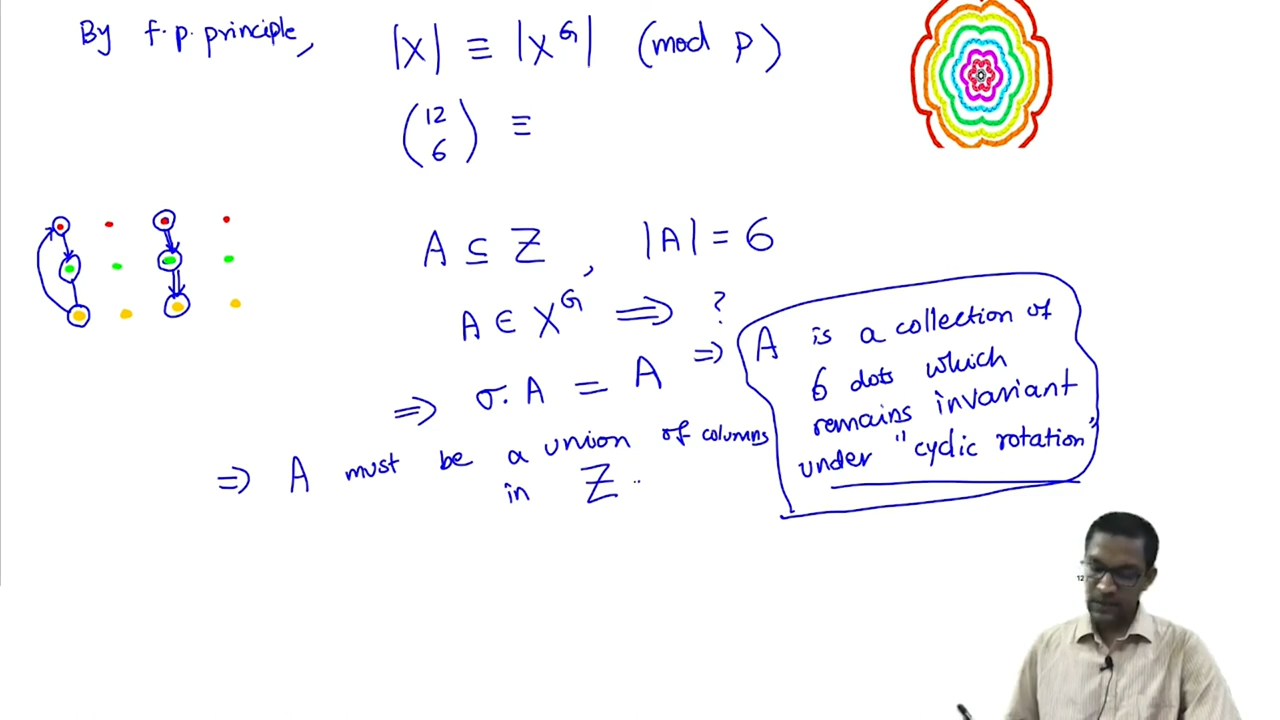 By f.p. principle, |X| ≡ |X^G| (mod p)
(12 6) ≡
A ⊆ Z, |A| = 6
A ∈ X^G ⟹ ?
⟹ σ.A = A ⟹
A is a collection of
6 dots which
remains invariant
under "cyclic rotation"
⟹ A must be a union of columns
in Z.